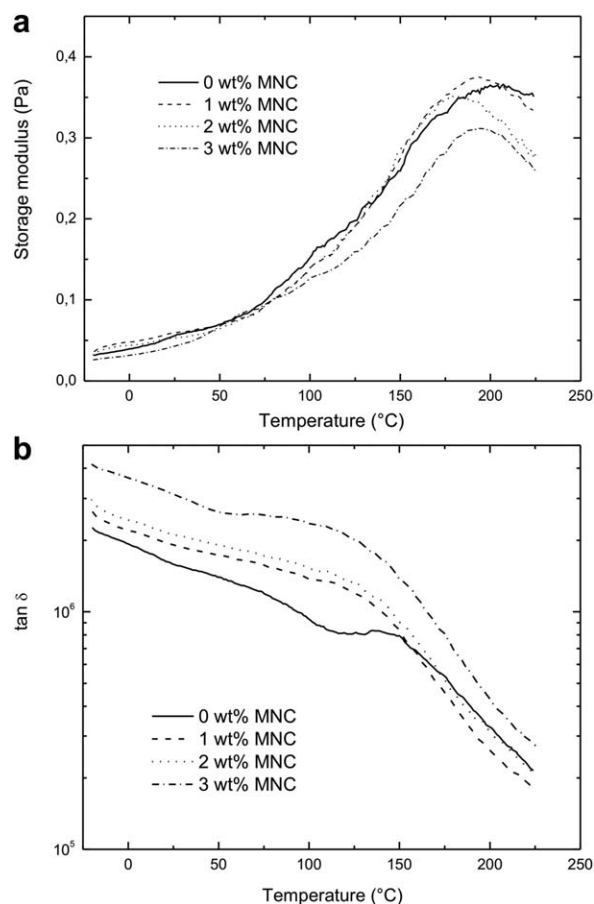 a
Storage modulus (Pa)
0,4
0,3
0,2
0,1
0,0
0 wt% MNC
1 wt% MNC
2 wt% MNC
3 wt% MNC
0
50
100
150
200
250
Temperature (°C)
b
tan δ
10⁶
10⁵
0 wt% MNC
1 wt% MNC
2 wt% MNC
3 wt% MNC
0
50
100
150
200
250
Temperature (°C)